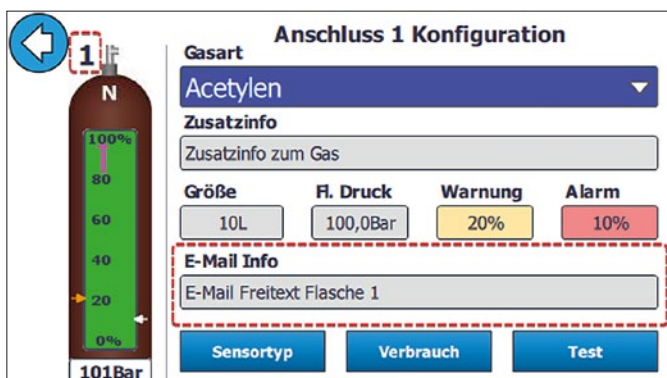 Anschluss 1 Konfiguration
1
Gasart
N
Acetylen
100%
80
60
40
20
0%
101Bar
Zusatzinfo
Zusatzinfo zum Gas
Größe Fl. Druck Warnung Alarm
10L 100,0Bar 20% 10%
E-Mail Info
E-Mail Freitext Flasche 1
Sensortyp Verbrauch Test